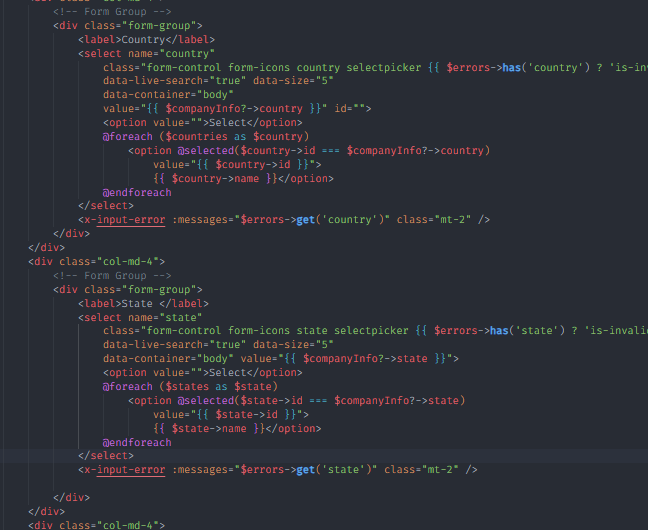 <!-- Form Group -->
<div class="form-group">
<label>Country</label>
<select name="country"
class="form-control form-icons country selectpicker {{ $errors->has('country') ? 'is-inva
data-live-search="true" data-size="5"
data-container="body"
value="{{ $companyInfo?->country }}" id="">
<option value="">Select</option>
@foreach ($countries as $country)
<option @selected($country->id === $companyInfo?->country)
value="{{ $country->id }}">
{{ $country->name }}</option>
@endforeach
</select>
<x-input-error :messages="$errors->get('country')" class="mt-2" />
</div>
</div>
<div class="col-md-4">
<!-- Form Group -->
<div class="form-group">
<label>State </label>
<select name="state"
class="form-control form-icons state selectpicker {{ $errors->has('state') ? 'is-invali
data-live-search="true" data-size="5"
data-container="body" value="{{ $companyInfo?->state }}">
<option value="">Select</option>
@foreach ($states as $state)
<option @selected($state->id === $companyInfo?->state)
value="{{ $state->id }}">
{{ $state->name }}</option>
@endforeach
</select>
<x-input-error :messages="$errors->get('state')" class="mt-2" />
</div>
</div>
<div class="col-md-4">